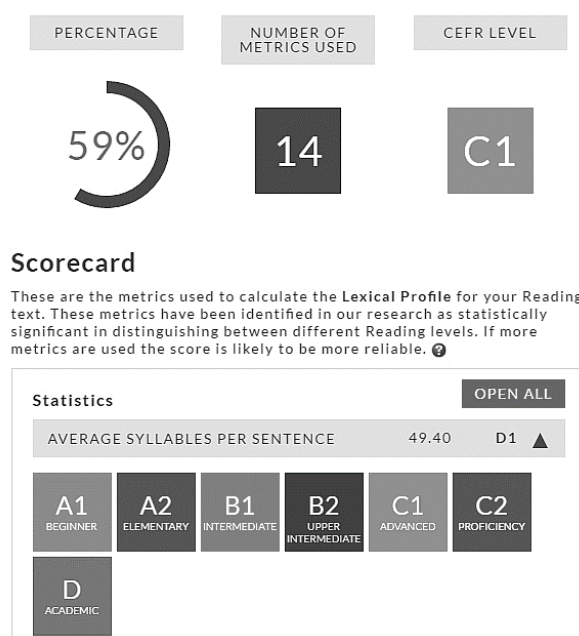 PERCENTAGE
NUMBER OF
METRICS USED
CEFR LEVEL
59%
14
C1
Scorecard
These are the metrics used to calculate the Lexical Profile for your Reading
text. These metrics have been identified in our research as statistically
significant in distinguishing between different Reading levels. If more
metrics are used the score is likely to be more reliable. ?
Statistics
OPEN ALL
AVERAGE SYLLABLES PER SENTENCE 49.40 D1 ▲
A1
BEGINNER
A2
ELEMENTARY
B1
INTERMEDIATE
B2
UPPER
INTERMEDIATE
C1
ADVANCED
C2
PROFICIENCY
D
ACADEMIC